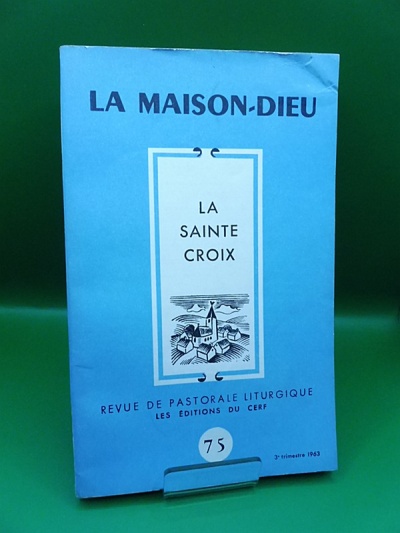 LA MAISON-DIEU
LA
SAINTE
CROIX
REVUE DE PASTORALE LITURGIQUE
LES ÉDITIONS DU CERF
75
3e trimestre 1963